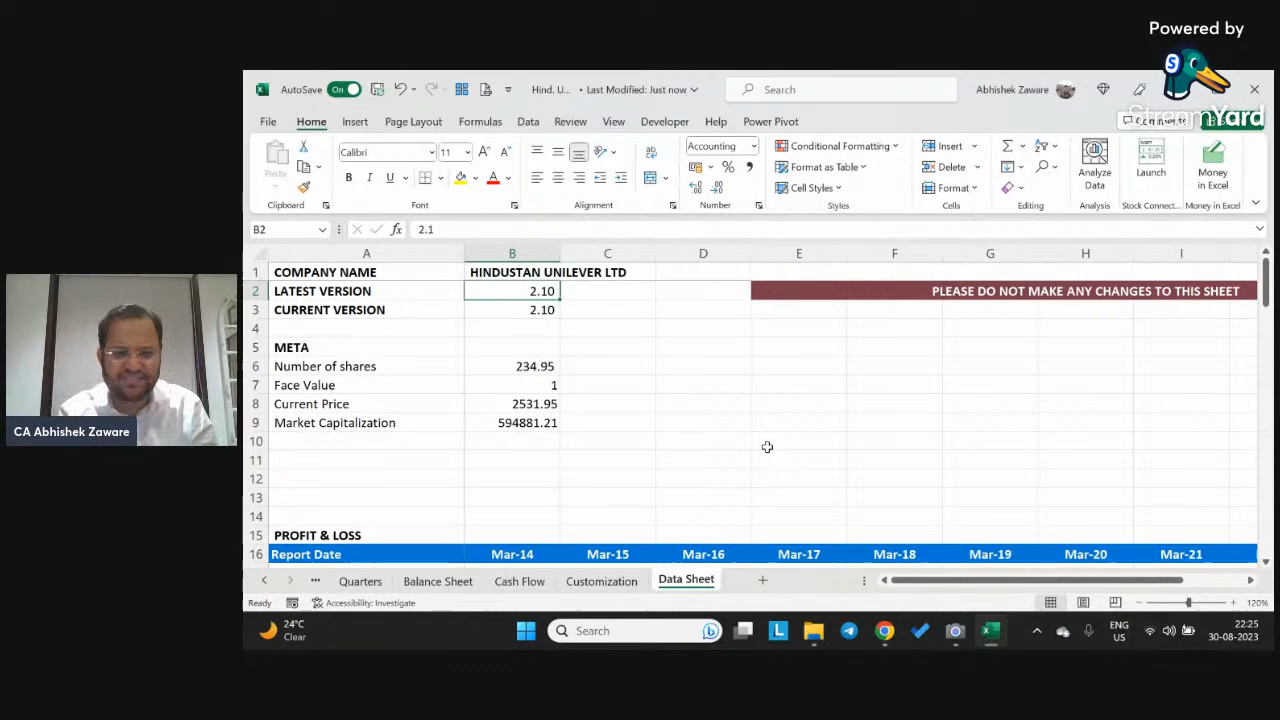 Powered by
S
StreamYard
AutoSave On Hind. U... • Last Modified: Just now Search Abhishek Zaware
File Home Insert Page Layout Formulas Data Review View Developer Help Power Pivot
Paste
Clipboard
Calibri 11
B I U
Font
Alignment
Accounting
Number
Conditional Formatting
Format as Table
Cell Styles
Styles
Insert
Delete
Format
Cells
Editing
Analyze Data
Analysis
Launch
Stock Connect...
Money in Excel
Money in Excel
B2 fx 2.1
A B C D E F G H I
1 COMPANY NAME HINDUSTAN UNILEVER LTD
2 LATEST VERSION 2.10 PLEASE DO NOT MAKE ANY CHANGES TO THIS SHEET
3 CURRENT VERSION 2.10
4
5 META
6 Number of shares 234.95
7 Face Value 1
8 Current Price 2531.95
9 Market Capitalization 594881.21
10
11
12
13
14
15 PROFIT & LOSS
16 Report Date Mar-14 Mar-15 Mar-16 Mar-17 Mar-18 Mar-19 Mar-20 Mar-21
CA Abhishek Zaware
... Quarters Balance Sheet Cash Flow Customization Data Sheet
Ready Accessibility: Investigate 120%
24°C
Clear
Search
L
ENG
US
22:25
30-08-2023